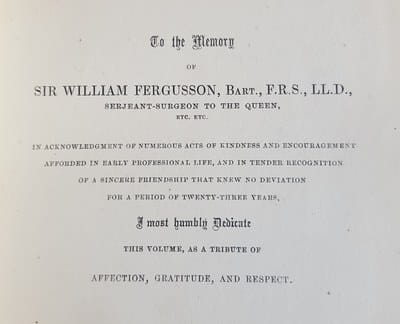 To the Memory
OF
SIR WILLIAM FERGUSSON, BART., F.R.S., LL.D.,
SERJEANT-SURGEON TO THE QUEEN,
ETC. ETC.
IN ACKNOWLEDGMENT OF NUMEROUS ACTS OF KINDNESS AND ENCOURAGEMENT
AFFORDED IN EARLY PROFESSIONAL LIFE, AND IN TENDER RECOGNITION
OF A SINCERE FRIENDSHIP THAT KNEW NO DEVIATION
FOR A PERIOD OF TWENTY-THREE YEARS,
I most humbly Dedicate
THIS VOLUME, AS A TRIBUTE OF
AFFECTION, GRATITUDE, AND RESPECT.